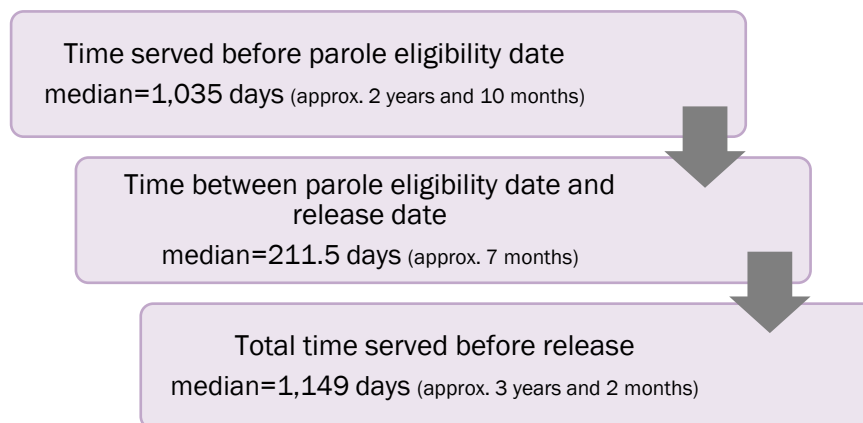 Time served before parole eligibility date
median=1,035 days (approx. 2 years and 10 months)
Time between parole eligibility date and
release date
median=211.5 days (approx. 7 months)
Total time served before release
median=1,149 days (approx. 3 years and 2 months)